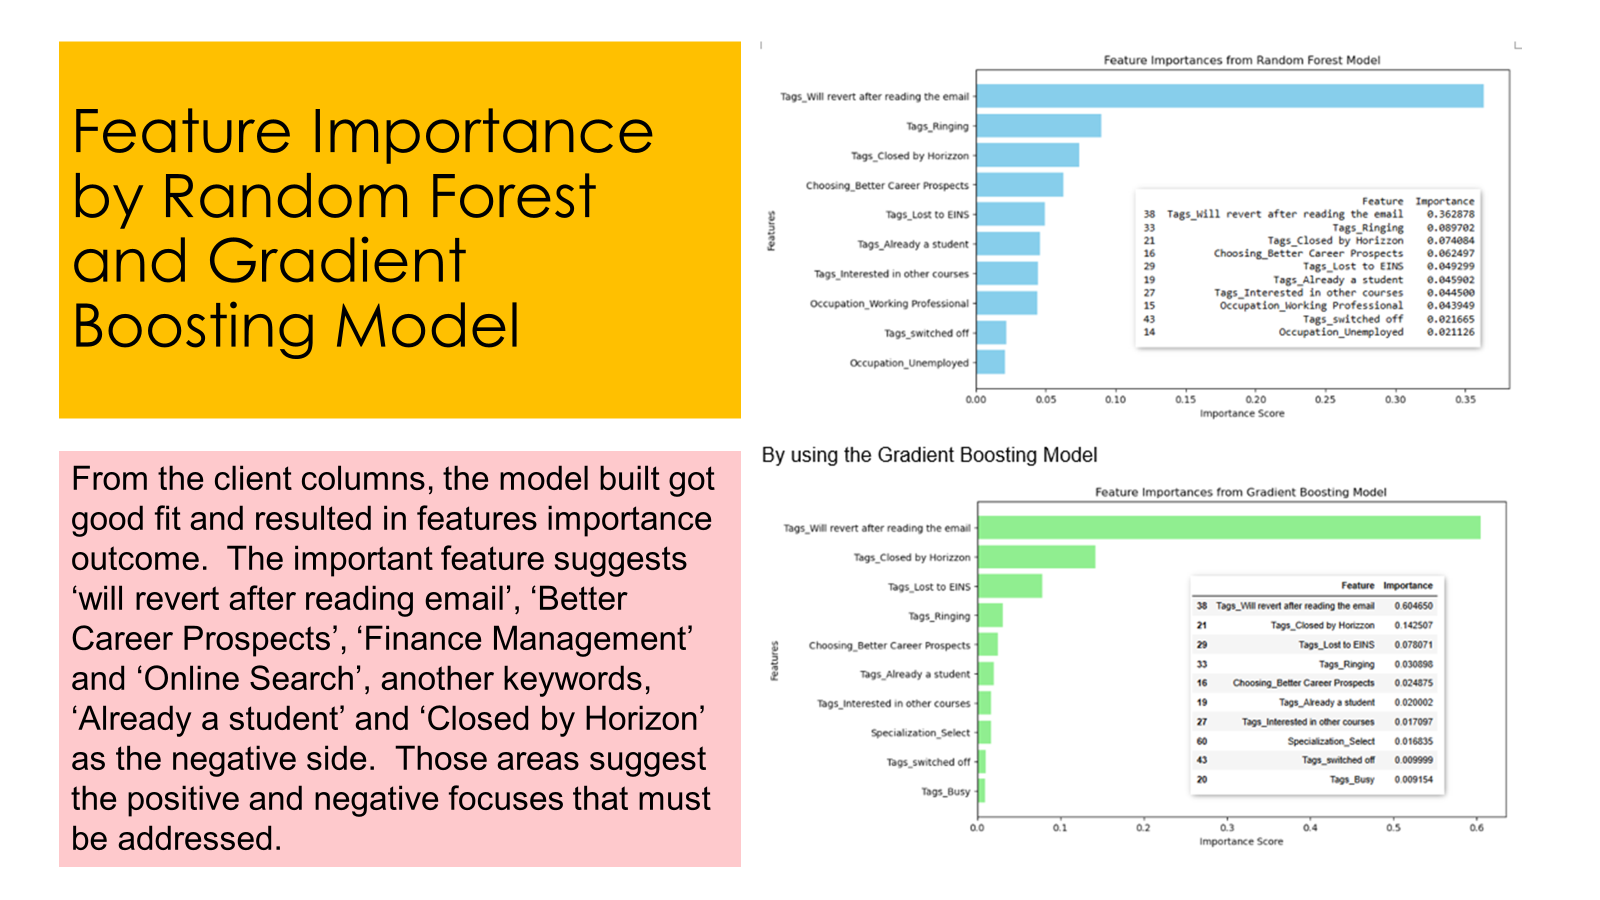 Feature Importance
by Random Forest
and Gradient
Boosting Model
From the client columns, the model built got
good fit and resulted in features importance
outcome.  The important feature suggests
‘will revert after reading email’, ‘Better
Career Prospects’, ‘Finance Management’
and ‘Online Search’, another keywords,
‘Already a student’ and ‘Closed by Horizon’
as the negative side.  Those areas suggest
the positive and negative focuses that must
be addressed.
Feature Importances from Random Forest Model
Features
Tags_Will revert after reading the email
Tags_Ringing
Tags_Closed by Horizzon
Choosing_Better Career Prospects
Tags_Lost to EINS
Tags_Already a student
Tags_Interested in other courses
Occupation_Working Professional
Tags_switched off
Occupation_Unemployed
Feature Importance
38 Tags_Will revert after reading the email 0.362878
33 Tags_Ringing 0.089702
21 Tags_Closed by Horizzon 0.074084
16 Choosing_Better Career Prospects 0.062497
29 Tags_Lost to EINS 0.049299
19 Tags_Already a student 0.045902
27 Tags_Interested in other courses 0.044500
15 Occupation_Working Professional 0.043949
43 Tags_switched off 0.021665
14 Occupation_Unemployed 0.021126
0.00 0.05 0.10 0.15 0.20 0.25 0.30 0.35
Importance Score
By using the Gradient Boosting Model
Feature Importances from Gradient Boosting Model
Features
Tags_Will revert after reading the email
Tags_Closed by Horizzon
Tags_Lost to EINS
Tags_Ringing
Choosing_Better Career Prospects
Tags_Already a student
Tags_Interested in other courses
Specialization_Select
Tags_switched off
Tags_Busy
Feature Importance
38 Tags_Will revert after reading the email 0.604650
21 Tags_Closed by Horizzon 0.142507
29 Tags_Lost to EINS 0.078071
33 Tags_Ringing 0.030898
16 Choosing_Better Career Prospects 0.024875
19 Tags_Already a student 0.020002
27 Tags_Interested in other courses 0.017097
60 Specialization_Select 0.016835
43 Tags_switched off 0.009999
20 Tags_Busy 0.009154
0.0 0.1 0.2 0.3 0.4 0.5 0.6
Importance Score